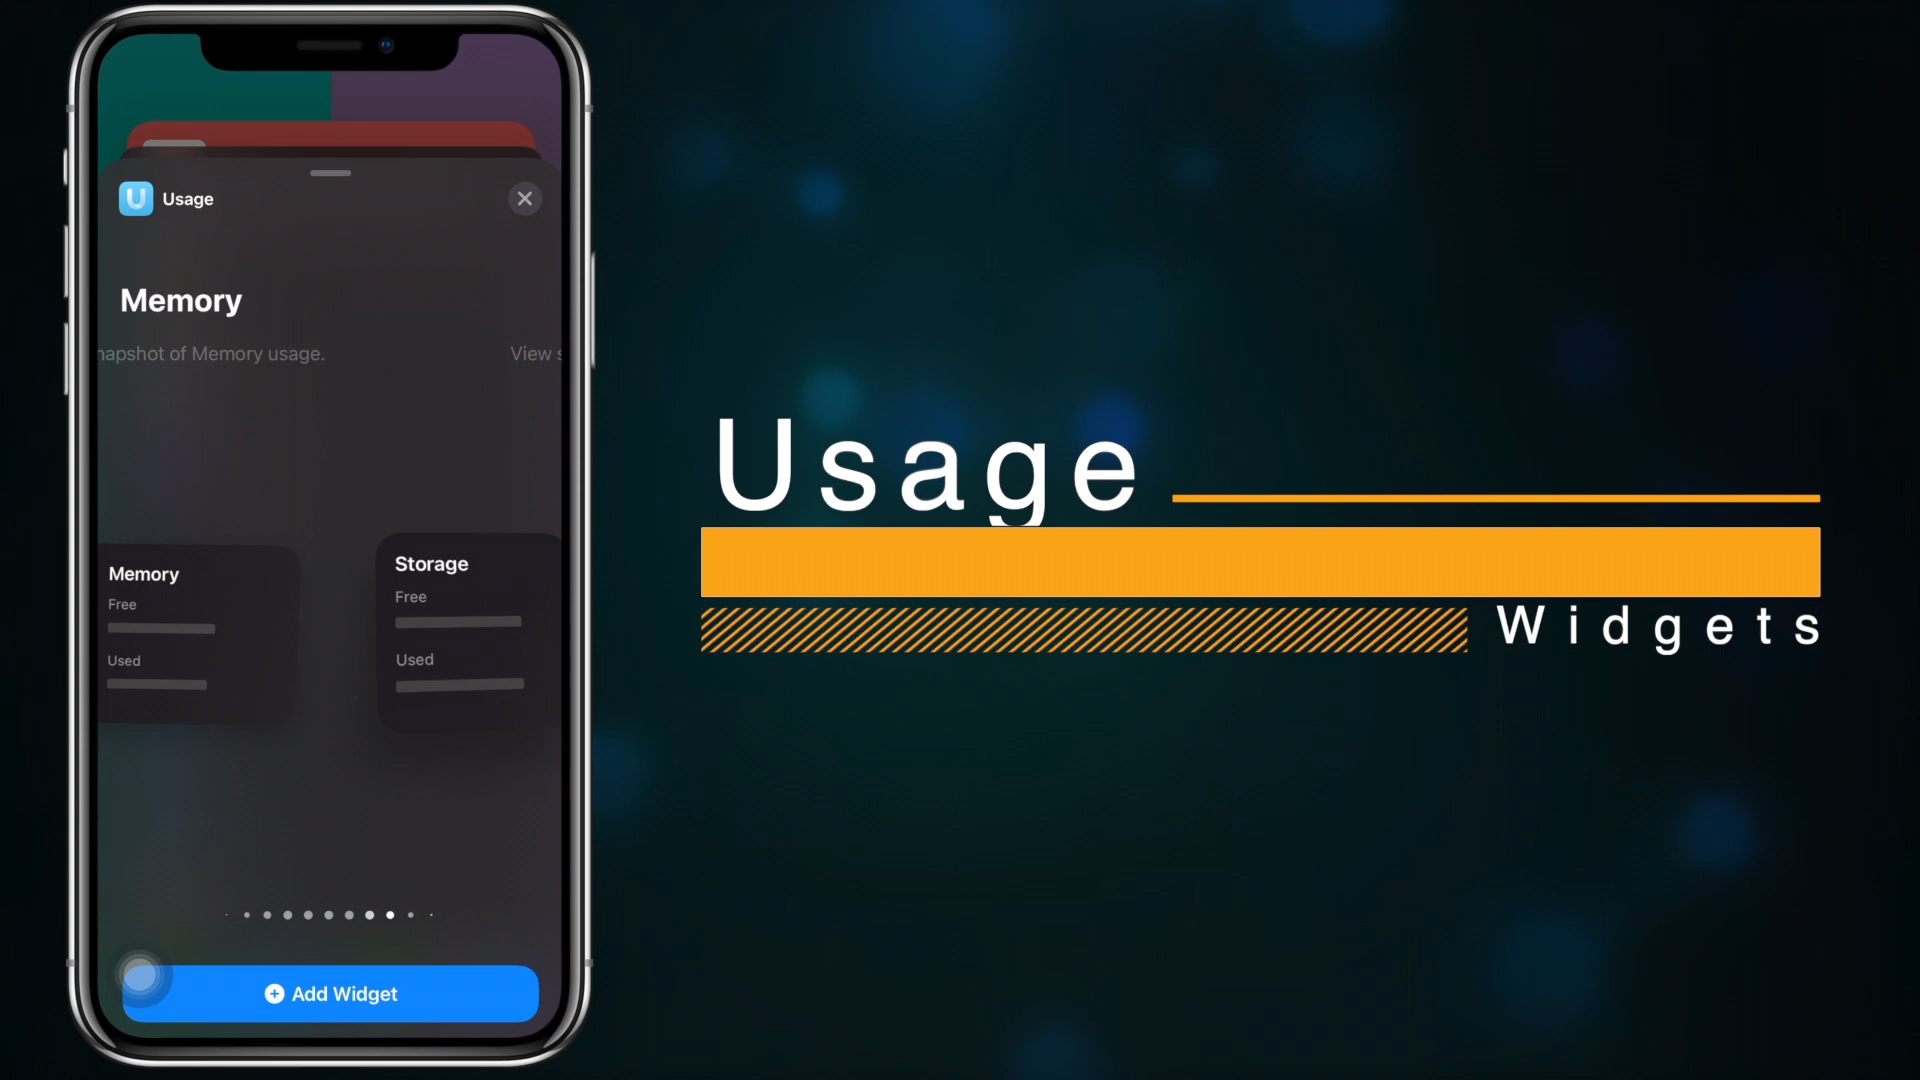 U Usage
Memory
napshot of Memory usage.
View s
Memory
Free
Used
Storage
Free
Used
Add Widget
Usage
Widgets